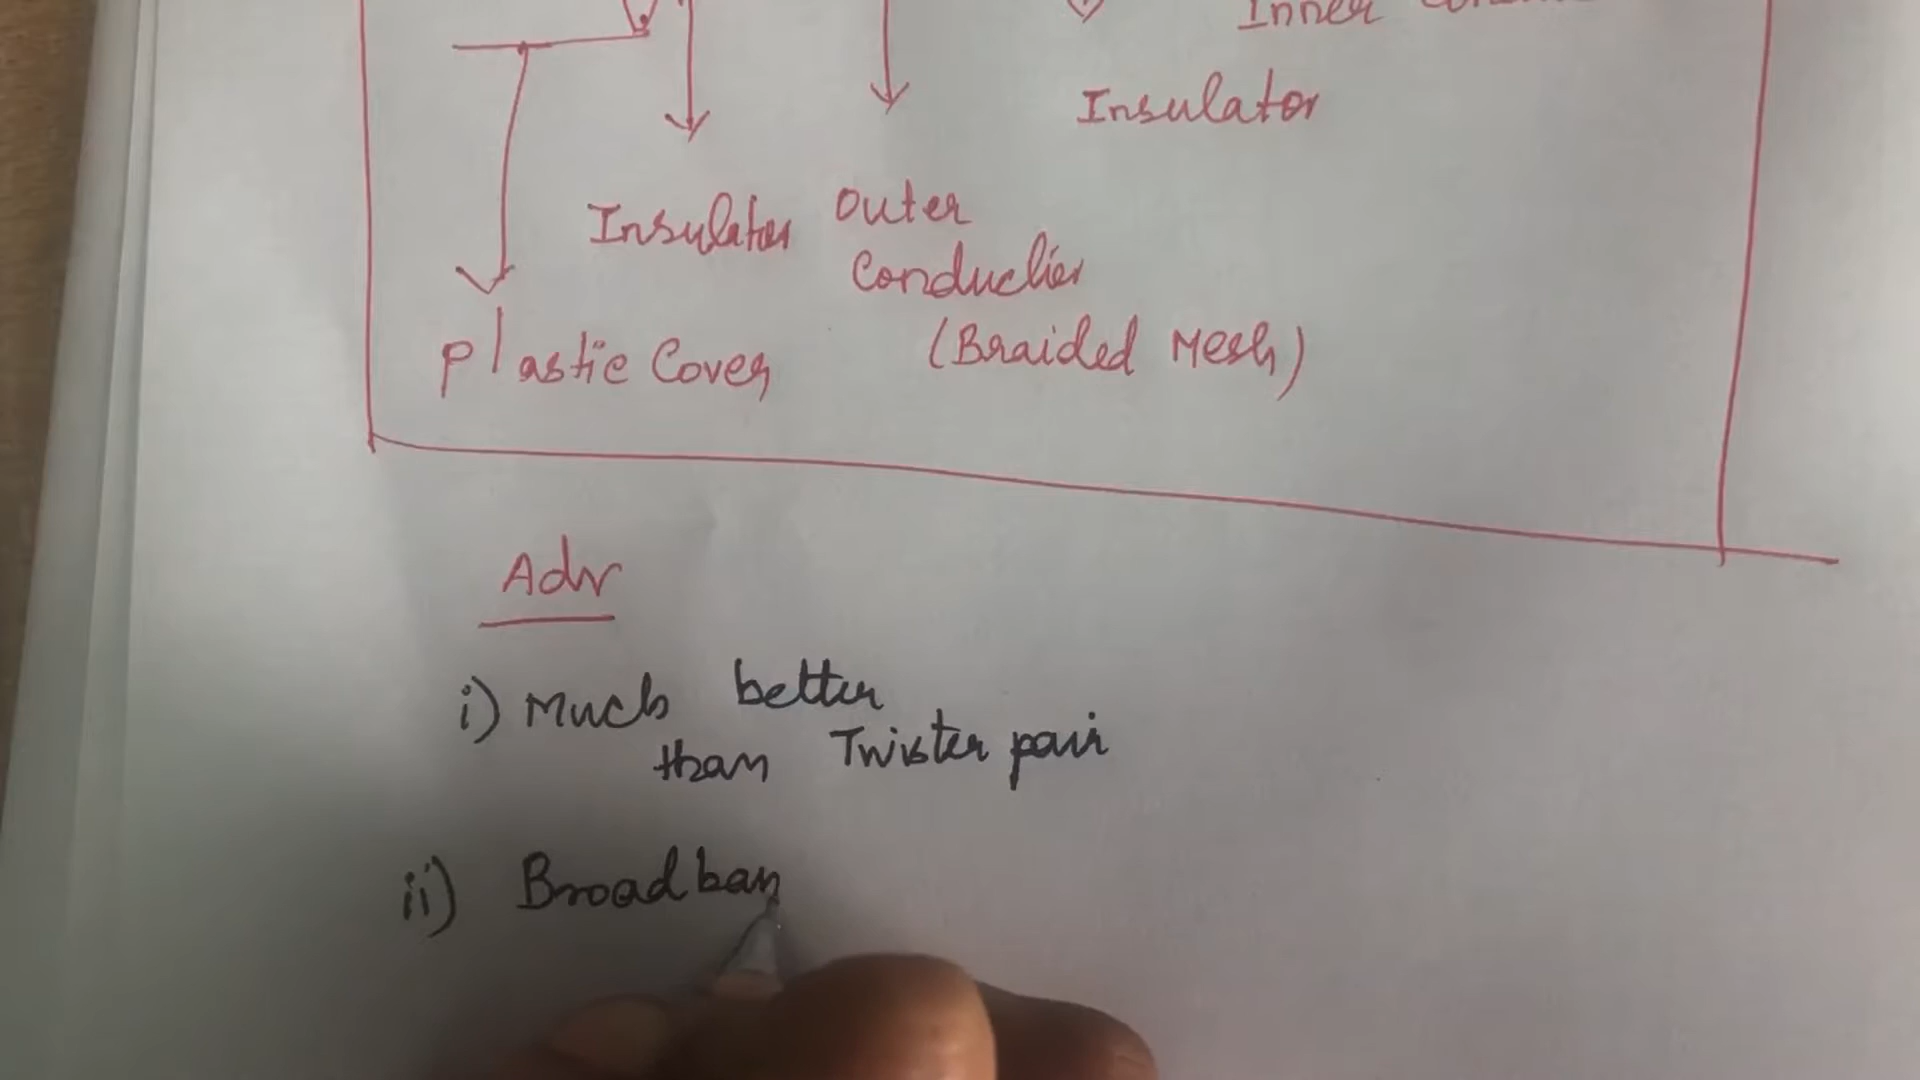 Inner
Insulator
Insulator Outer
Conductor
(Braided Mesh)
Plastic Cover
Adv
i) Much better
than Twister pair
ii) Broadban